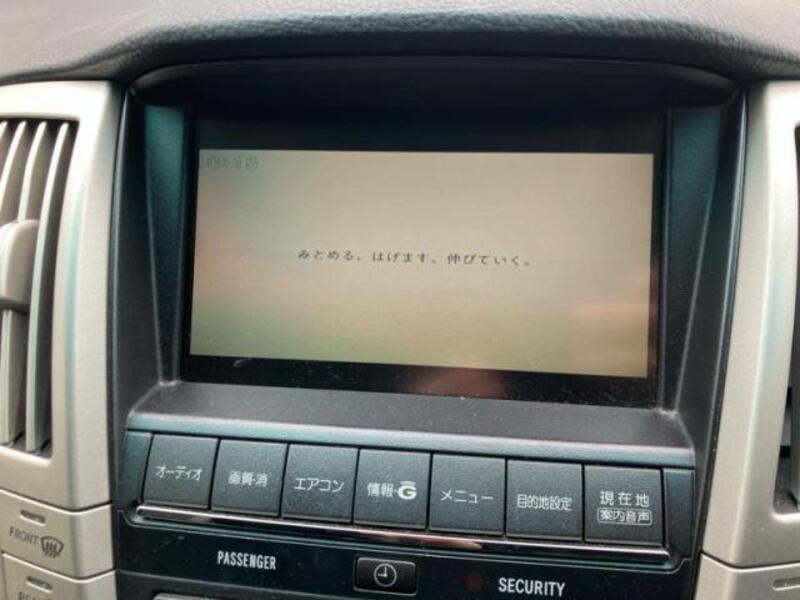 10:15
みとめる、はげます。伸びていく。
オーディオ
画質・消
エアコン
情報・G
メニュー
目的地設定
現在地
案内音声
FRONT
PASSENGER
SECURITY